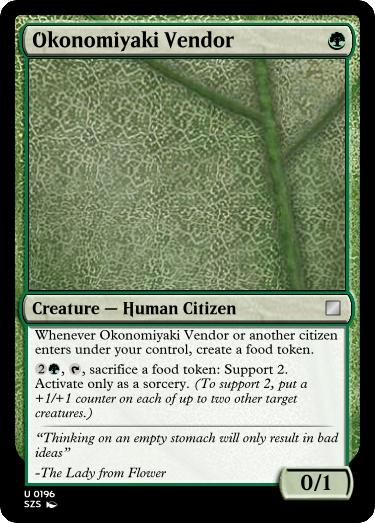 Okonomiyaki Vendor
Creature — Human Citizen
Whenever Okonomiyaki Vendor or another citizen
enters under your control, create a food token.
2, , sacrifice a food token: Support 2.
Activate only as a sorcery. (To support 2, put a
+1/+1 counter on each of up to two other target
creatures.)
“Thinking on an empty stomach will only result in bad
ideas”
-The Lady from Flower
0/1
U 0196
SZS